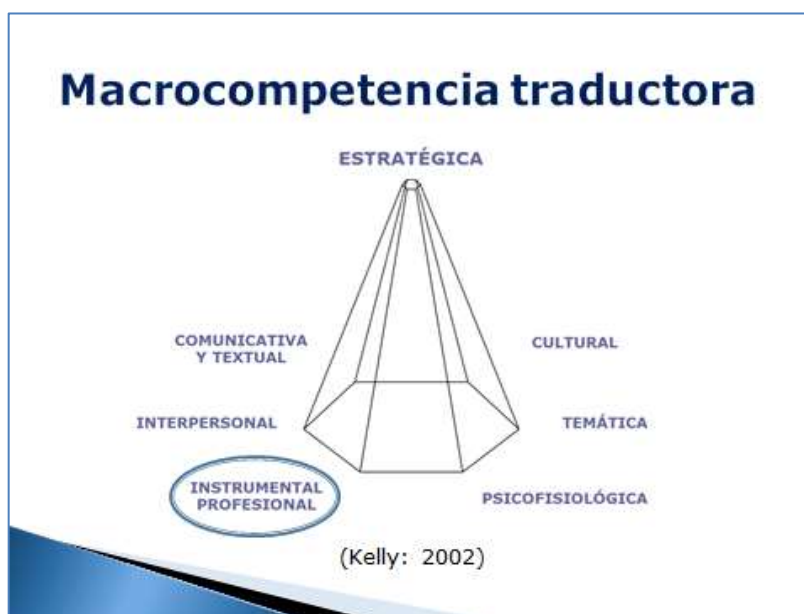 Macrocompetencia traductora
ESTRATÉGICA
COMUNICATIVA
Y TEXTUAL
CULTURAL
INTERPERSONAL
TEMÁTICA
INSTRUMENTAL
PROFESIONAL
PSICOFISIOLÓGICA
(Kelly: 2002)